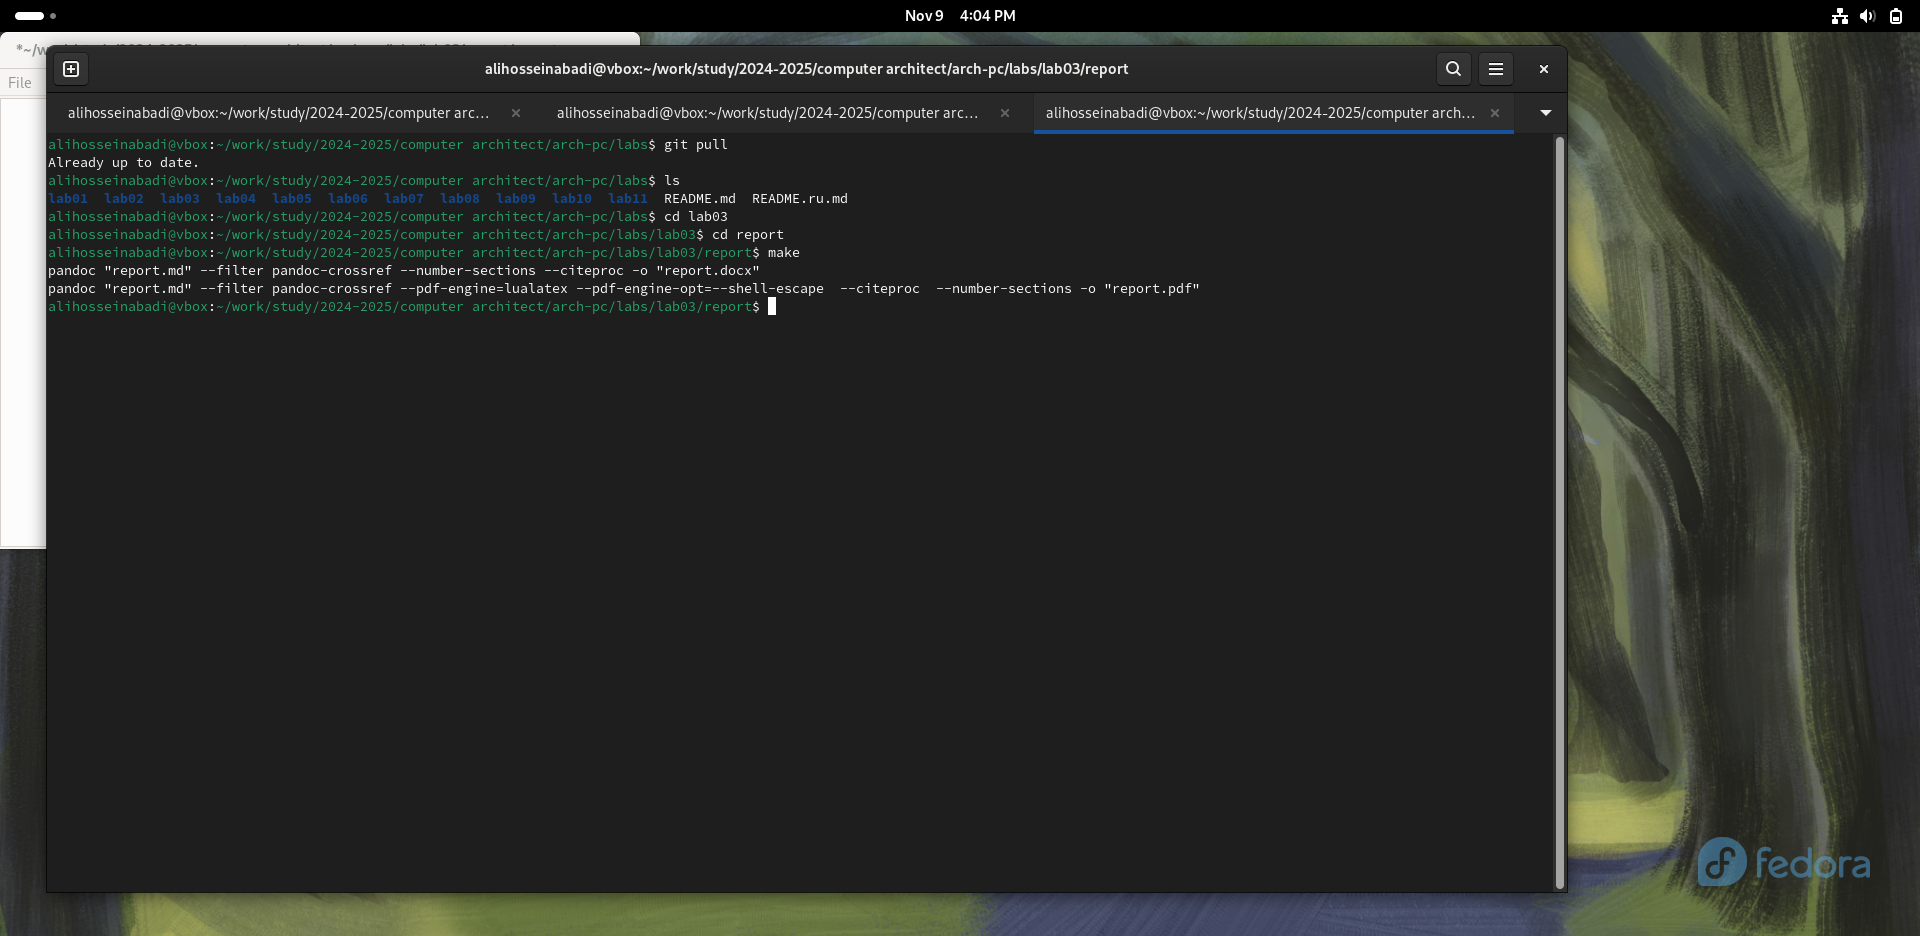 Nov 9 4:04 PM
File
alihosseinabadi@vbox:~/work/study/2024-2025/computer architect/arch-pc/labs/lab03/report
alihosseinabadi@vbox:~/work/study/2024-2025/computer arc... alihosseinabadi@vbox:~/work/study/2024-2025/computer arc... alihosseinabadi@vbox:~/work/study/2024-2025/computer arch...
alihosseinabadi@vbox:~/work/study/2024-2025/computer architect/arch-pc/labs$ git pull
Already up to date.
alihosseinabadi@vbox:~/work/study/2024-2025/computer architect/arch-pc/labs$ ls
lab01 lab02 lab03 lab04 lab05 lab06 lab07 lab08 lab09 lab10 lab11 README.md README.ru.md
alihosseinabadi@vbox:~/work/study/2024-2025/computer architect/arch-pc/labs$ cd lab03
alihosseinabadi@vbox:~/work/study/2024-2025/computer architect/arch-pc/labs/lab03$ cd report
alihosseinabadi@vbox:~/work/study/2024-2025/computer architect/arch-pc/labs/lab03/report$ make
pandoc "report.md" --filter pandoc-crossref --number-sections --citeproc -o "report.docx"
pandoc "report.md" --filter pandoc-crossref --pdf-engine=lualatex --pdf-engine-opt=--shell-escape --citeproc --number-sections -o "report.pdf"
alihosseinabadi@vbox:~/work/study/2024-2025/computer architect/arch-pc/labs/lab03/report$
fedora